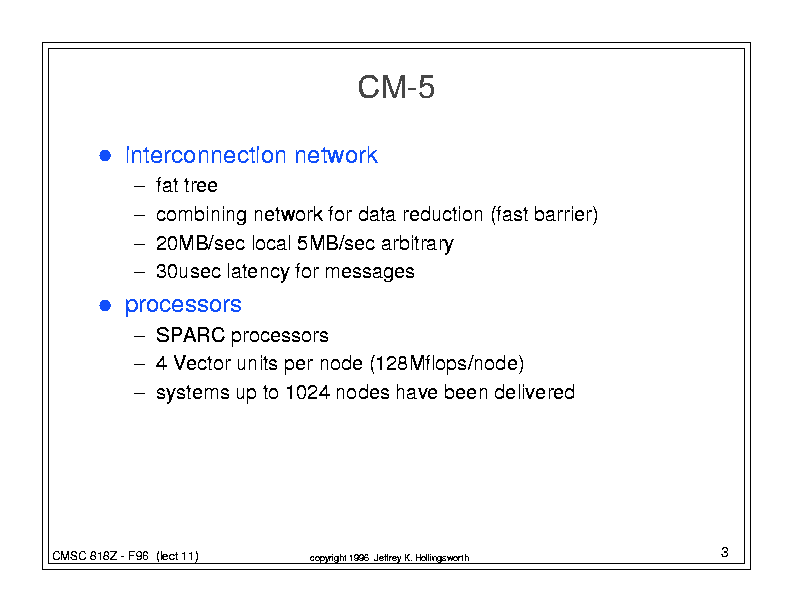 CM-5
● interconnection network
– fat tree
– combining network for data reduction (fast barrier)
– 20MB/sec local 5MB/sec arbitrary
– 30usec latency for messages
● processors
– SPARC processors
– 4 Vector units per node (128Mflops/node)
– systems up to 1024 nodes have been delivered
CMSC 818Z - F96 (lect 11)
copyright 1996 Jeffrey K. Hollingsworth
3